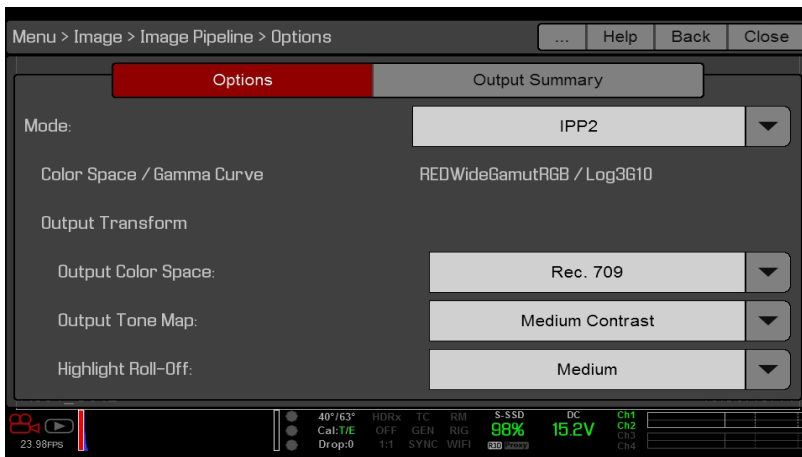 Menu > Image > Image Pipeline > Options ... Help Back Close
Options Output Summary
Mode: IPP2
Color Space / Gamma Curve REDWideGamutRGB / Log3G10
Output Transform
Output Color Space: Rec. 709
Output Tone Map: Medium Contrast
Highlight Roll-Off: Medium
40°/63° HDRx TC RM S-SSD DC Ch1
Cal:T/E OFF GEN RIG 98% 15.2V Ch2
Ch3
23.98FPS Drop:0 1:1 SYNC WIFI R3D Proxy Ch4